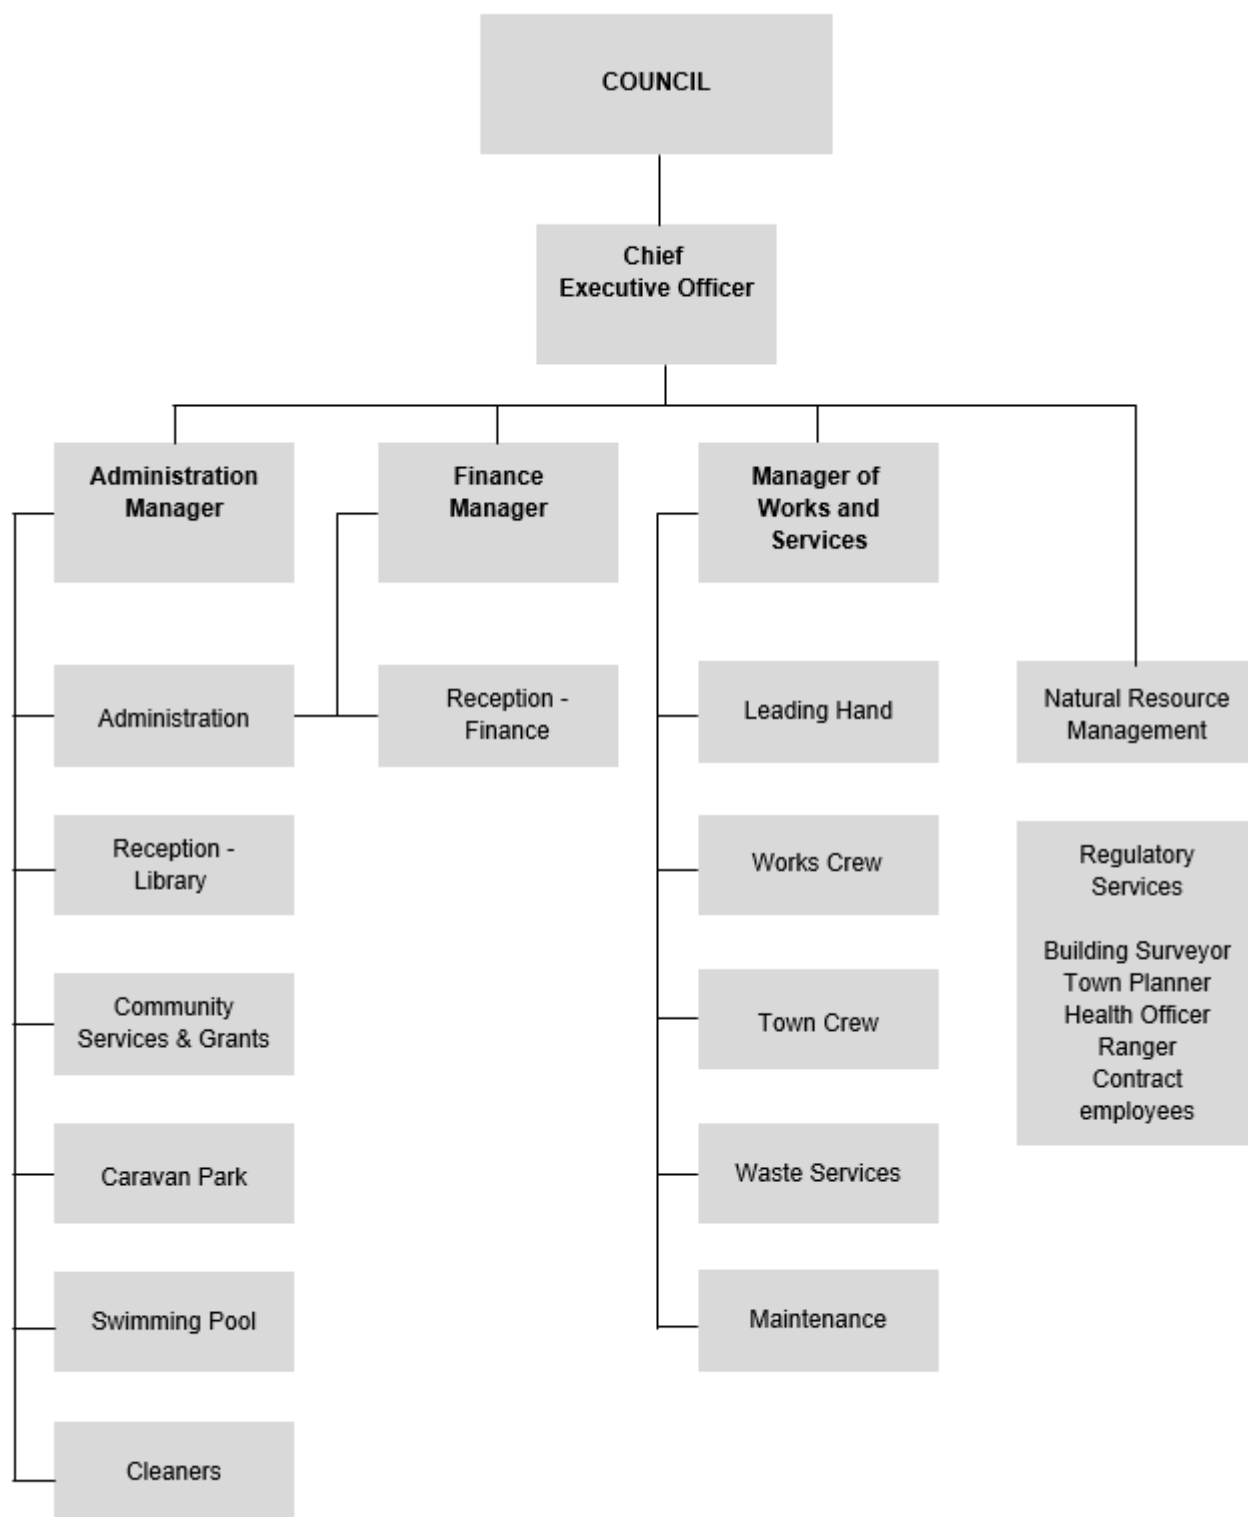 COUNCIL
Chief
Executive Officer
Administration
Manager
Finance
Manager
Manager of
Works and
Services
Administration
Reception -
Finance
Leading Hand
Natural Resource
Management
Reception -
Library
Works Crew
Regulatory
Services
Building Surveyor
Town Planner
Health Officer
Ranger
Contract
employees
Community
Services & Grants
Town Crew
Caravan Park
Waste Services
Swimming Pool
Maintenance
Cleaners